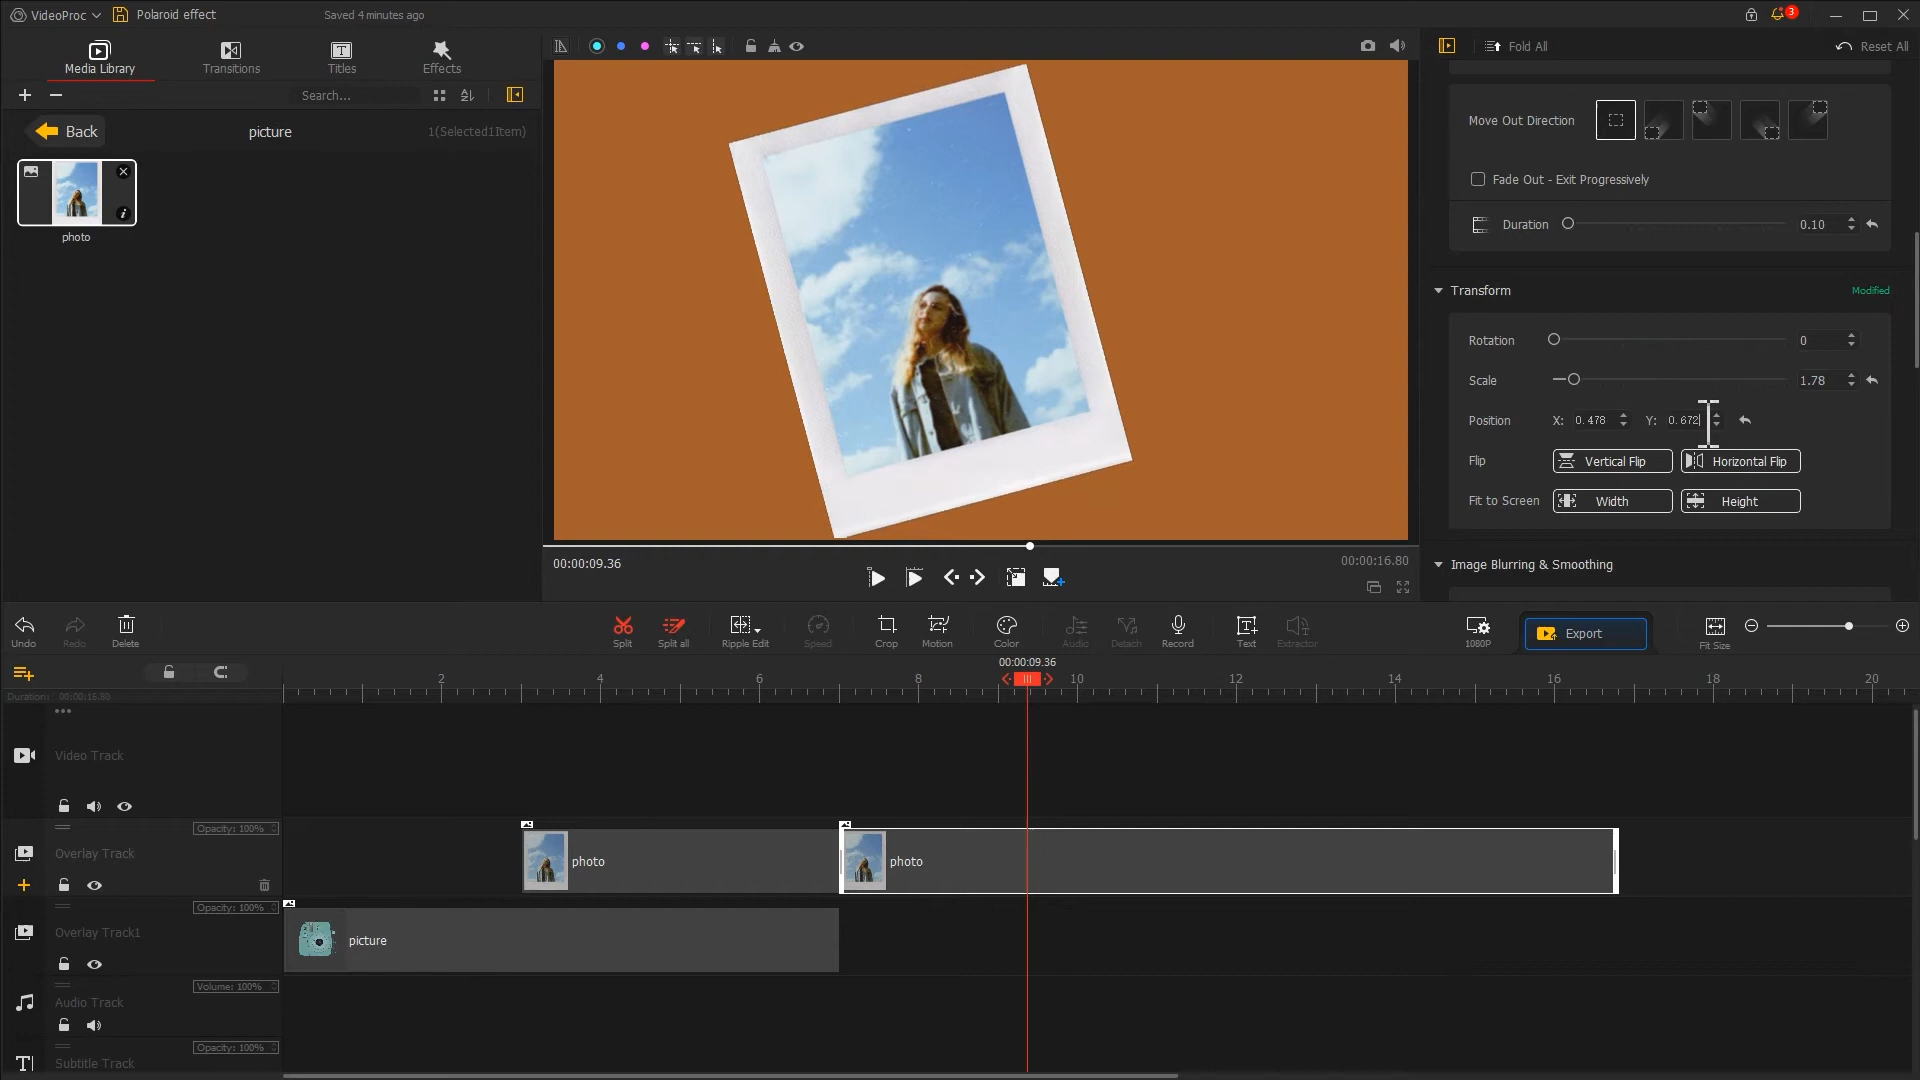 VideoProc
Polaroid effect
Saved 4 minutes ago
3
Media Library
Transitions
Titles
Effects
Search...
Fold All
Reset All
Back
picture
1(Selected1Item)
photo
Move Out Direction
Fade Out - Exit Progressively
Duration
0.10
Transform
Modified
Rotation
0
Scale
1.78
Position
X: 0.478
Y: 0.672
Flip
Vertical Flip
Horizontal Flip
Fit to Screen
Width
Height
Image Blurring & Smoothing
00:00:09.36
00:00:16.80
Undo
Redo
Delete
Split
Split all
Ripple Edit
Speed
Crop
Motion
Color
Audio
Detach
Record
Text
Extractor
1080P
Export
Fit Size
00:00:09.36
2
4
6
8
10
12
14
16
18
20
Duration: 00:00:16.80
Video Track
Opacity: 100%
Overlay Track
photo
photo
Opacity: 100%
Overlay Track1
picture
Volume: 100%
Audio Track
Opacity: 100%
Subtitle Track